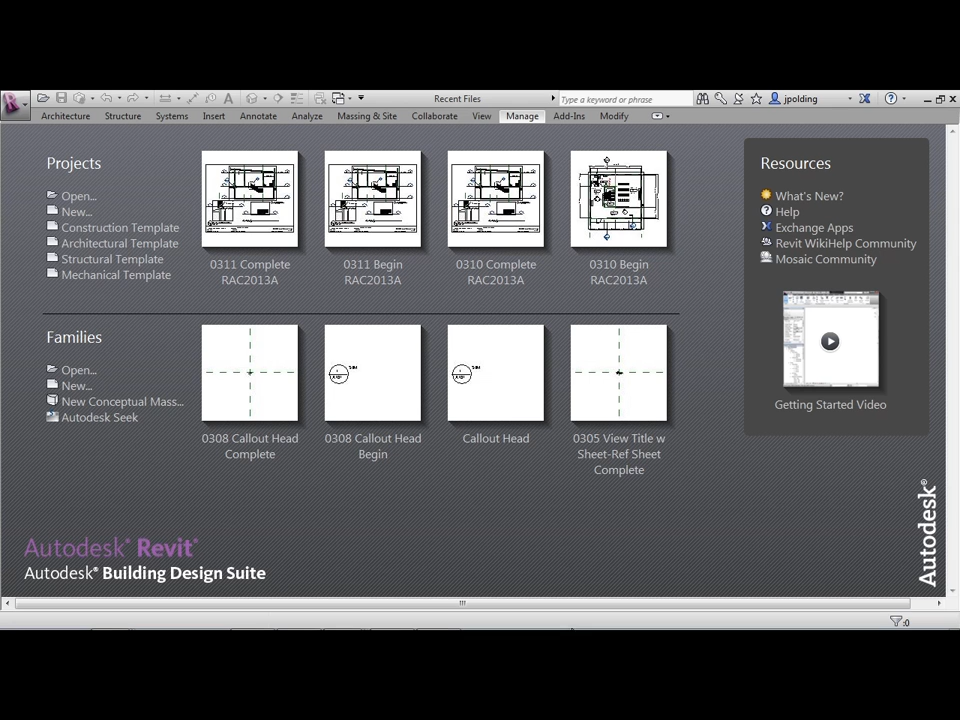 Recent Files
Type a keyword or phrase
jpolding
Architecture Structure Systems Insert Annotate Analyze Massing & Site Collaborate View Manage Add-Ins Modify
Projects
Open...
New...
Construction Template
Architectural Template
Structural Template
Mechanical Template
0311 Complete
RAC2013A
0311 Begin
RAC2013A
0310 Complete
RAC2013A
0310 Begin
RAC2013A
Families
Open...
New...
New Conceptual Mass...
Autodesk Seek
0308 Callout Head
Complete
0308 Callout Head
Begin
Callout Head
0305 View Title w
Sheet-Ref Sheet
Complete
Resources
What's New?
Help
Exchange Apps
Revit WikiHelp Community
Mosaic Community
Getting Started Video
Autodesk® Revit®
Autodesk® Building Design Suite
Autodesk®
:0